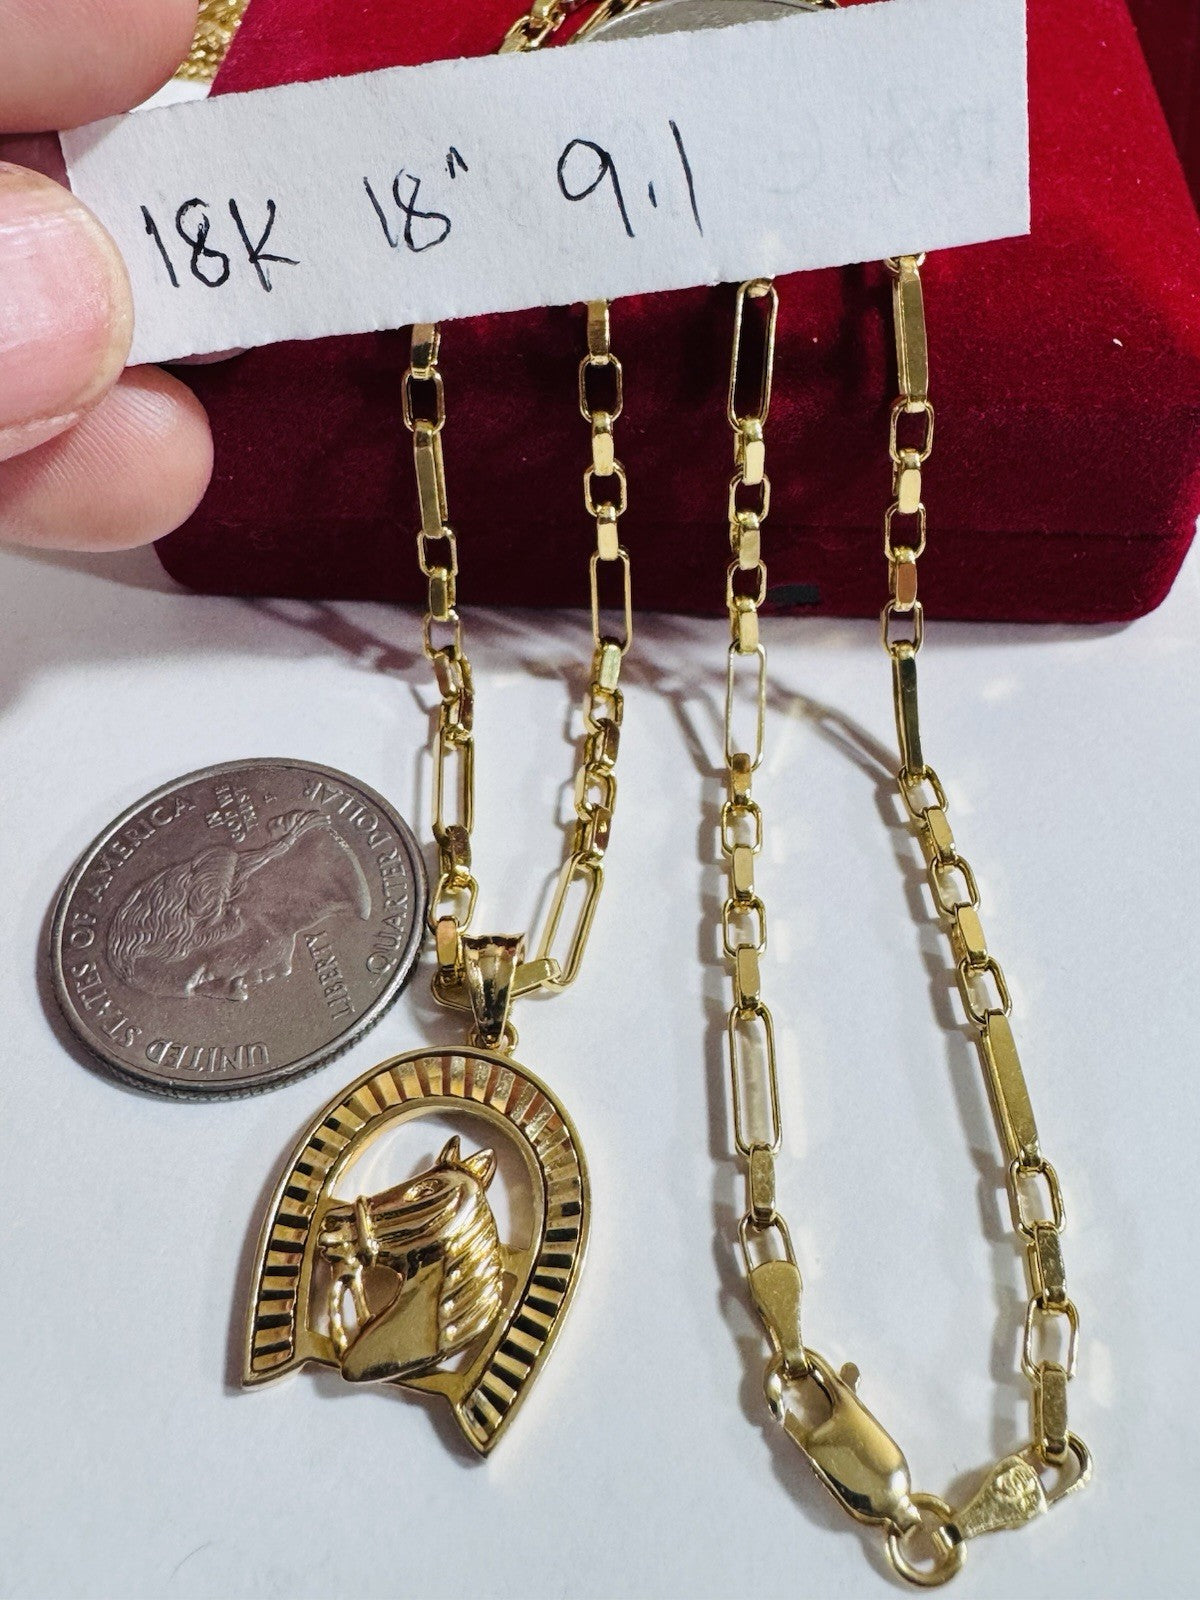 18K 18" 9.1
UNITED STATES OF AMERICA
IN
GOD WE
TRUST
P
LIBERTY
QUARTER DOLLAR